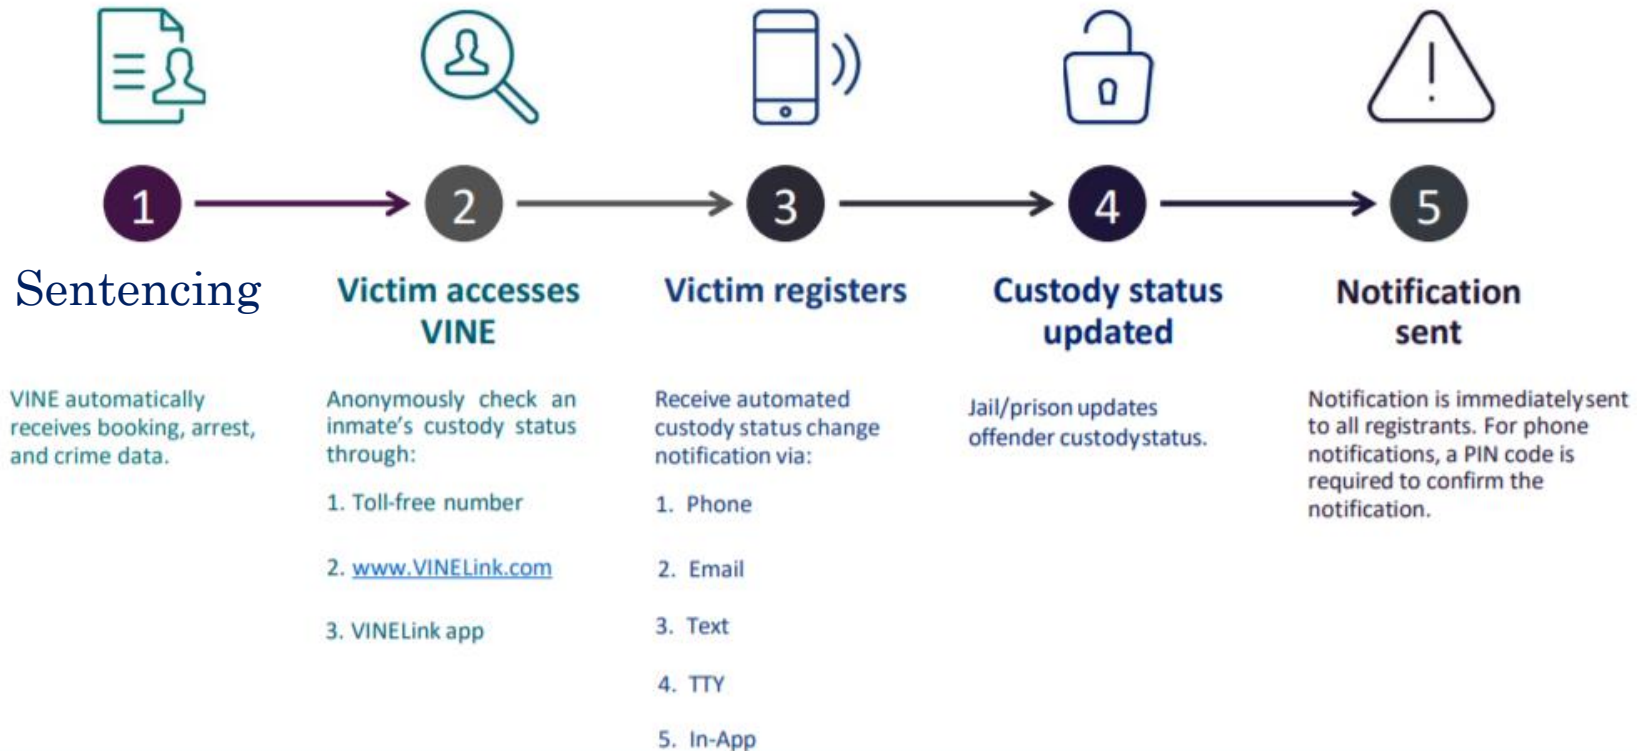 1
2
3
4
5
Sentencing
VINE automatically
receives booking, arrest,
and crime data.
Victim accesses
VINE
Anonymously check an
inmate's custody status
through:
1. Toll-free number
2. www.VINELink.com
3. VINELink app
Victim registers
Receive automated
custody status change
notification via:
1. Phone
2. Email
3. Text
4. TTY
5. In-App
Custody status
updated
Jail/prison updates
offender custodystatus.
Notification
sent
Notification is immediatelysent
to all registrants. For phone
notifications, a PIN code is
required to confirm the
notification.